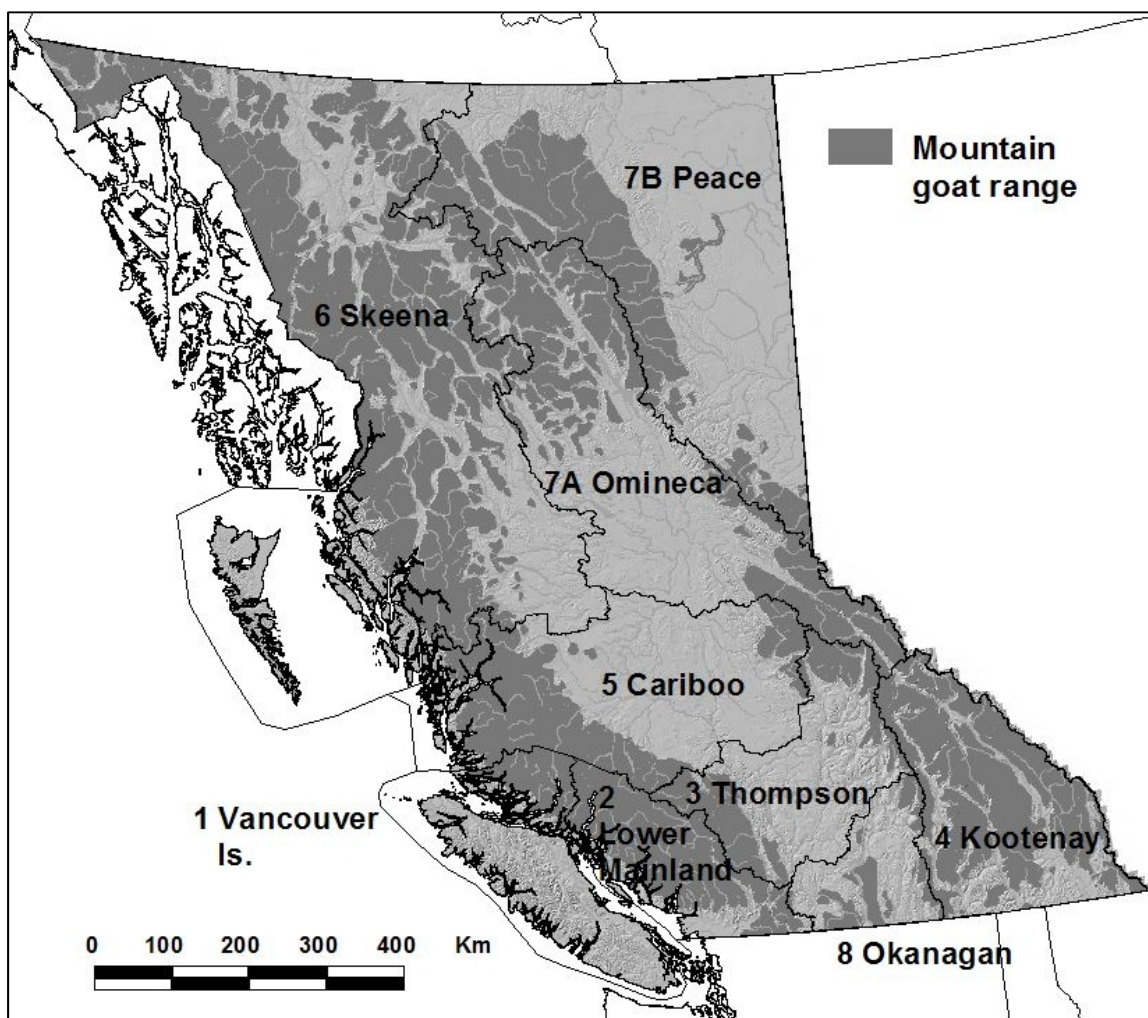 Mountain
goat range
7B Peace
6 Skeena
7A Omineca
5 Cariboo
2
Lower
Mainland
3 Thompson
1 Vancouver
Is.
4 Kootenay
8 Okanagan
0 100 200 300 400 Km